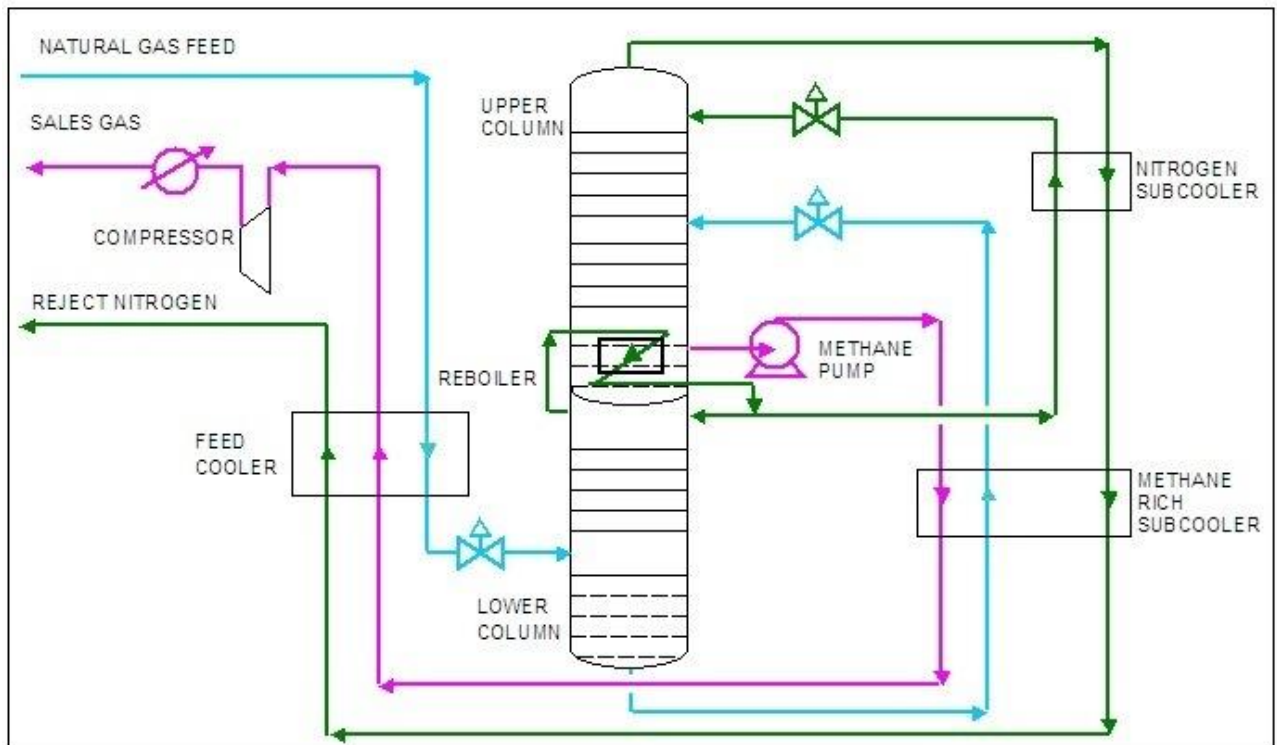 NATURAL GAS FEED
SALES GAS
COMPRESSOR
REJECT NITROGEN
FEED
COOLER
UPPER
COLUMN
REBOILER
LOWER
COLUMN
METHANE
PUMP
NITROGEN
SUBCOOLER
METHANE
RICH
SUBCOOLER